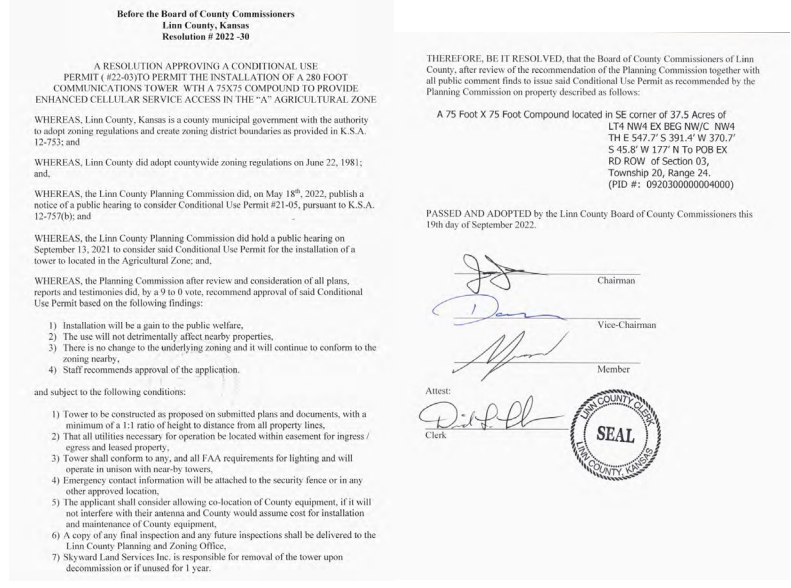 Before the Board of County Commissioners
Linn County, Kansas
Resolution # 2022 -30
A RESOLUTION APPROVING A CONDITIONAL USE
PERMIT ( #22-03)TO PERMIT THE INSTALLATION OF A 280 FOOT
COMMUNICATIONS TOWER WTH A 75X75 COMPOUND TO PROVIDE
ENHANCED CELLULAR SERVICE ACCESS IN THE "A" AGRICULTURAL ZONE
WHEREAS, Linn County, Kansas is a county municipal government with the authority
to adopt zoning regulations and create zoning district boundaries as provided in K.S.A.
12-753; and
WHEREAS, Linn County did adopt countywide zoning regulations on June 22, 1981;
and,
WHEREAS, the Linn County Planning Commission did, on May 18th, 2022, publish a
notice of a public hearing to consider Conditional Use Permit #21-05, pursuant to K.S.A.
12-757(b); and
WHEREAS, the Linn County Planning Commission did hold a public hearing on
September 13, 2021 to consider said Conditional Use Permit for the installation of a
tower to located in the Agricultural Zone; and,
WHEREAS, the Planning Commission after review and consideration of all plans,
reports and testimonies did, by a 9 to 0 vote, recommend approval of said Conditional
Use Permit based on the following findings:
1) Installation will be a gain to the public welfare,
2) The use will not detrimentally affect nearby properties,
3) There is no change to the underlying zoning and it will continue to conform to the
zoning nearby,
4) Staff recommends approval of the application.
and subject to the following conditions:
1) Tower to be constructed as proposed on submitted plans and documents, with a
minimum of a 1:1 ratio of height to distance from all property lines,
2) That all utilities necessary for operation be located within easement for ingress /
egress and leased property,
3) Tower shall conform to any, and all FAA requirements for lighting and will
operate in unison with near-by towers,
4) Emergency contact information will be attached to the security fence or in any
other approved location,
5) The applicant shall consider allowing co-location of County equipment, if it will
not interfere with their antenna and County would assume cost for installation
and maintenance of County equipment,
6) A copy of any final inspection and any future inspections shall be delivered to the
Linn County Planning and Zoning Office,
7) Skyward Land Services Inc. is responsible for removal of the tower upon
decommission or if unused for 1 year.
THEREFORE, BE IT RESOLVED, that the Board of County Commissioners of Linn
County, after review of the recommendation of the Planning Commission together with
all public comment finds to issue said Conditional Use Permit as recommended by the
Planning Commission on property described as follows:
A 75 Foot X 75 Foot Compound located in SE corner of 37.5 Acres of
LT4 NW4 EX BEG NW/C NW4
TH E 547.7' S 391.4' W 370.7'
S 45.8' W 177' N To POB EX
RD ROW of Section 03,
Township 20, Range 24.
(PID #: 0920300000004000)
PASSED AND ADOPTED by the Linn County Board of County Commissioners this
19th day of September 2022.
Chairman
Vice-Chairman
Member
Attest:
Clerk
LINN COUNTY CLERK
SEAL
LINN COUNTY, KANSAS